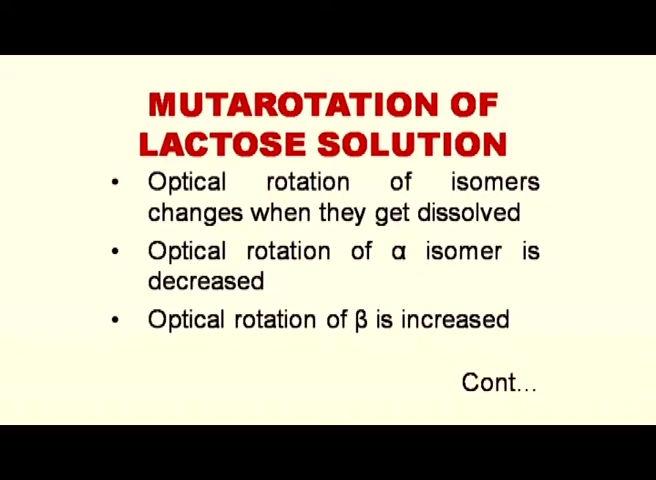 MUTAROTATION OF
LACTOSE SOLUTION
• Optical rotation of isomers
changes when they get dissolved
• Optical rotation of α isomer is
decreased
• Optical rotation of β is increased
Cont...